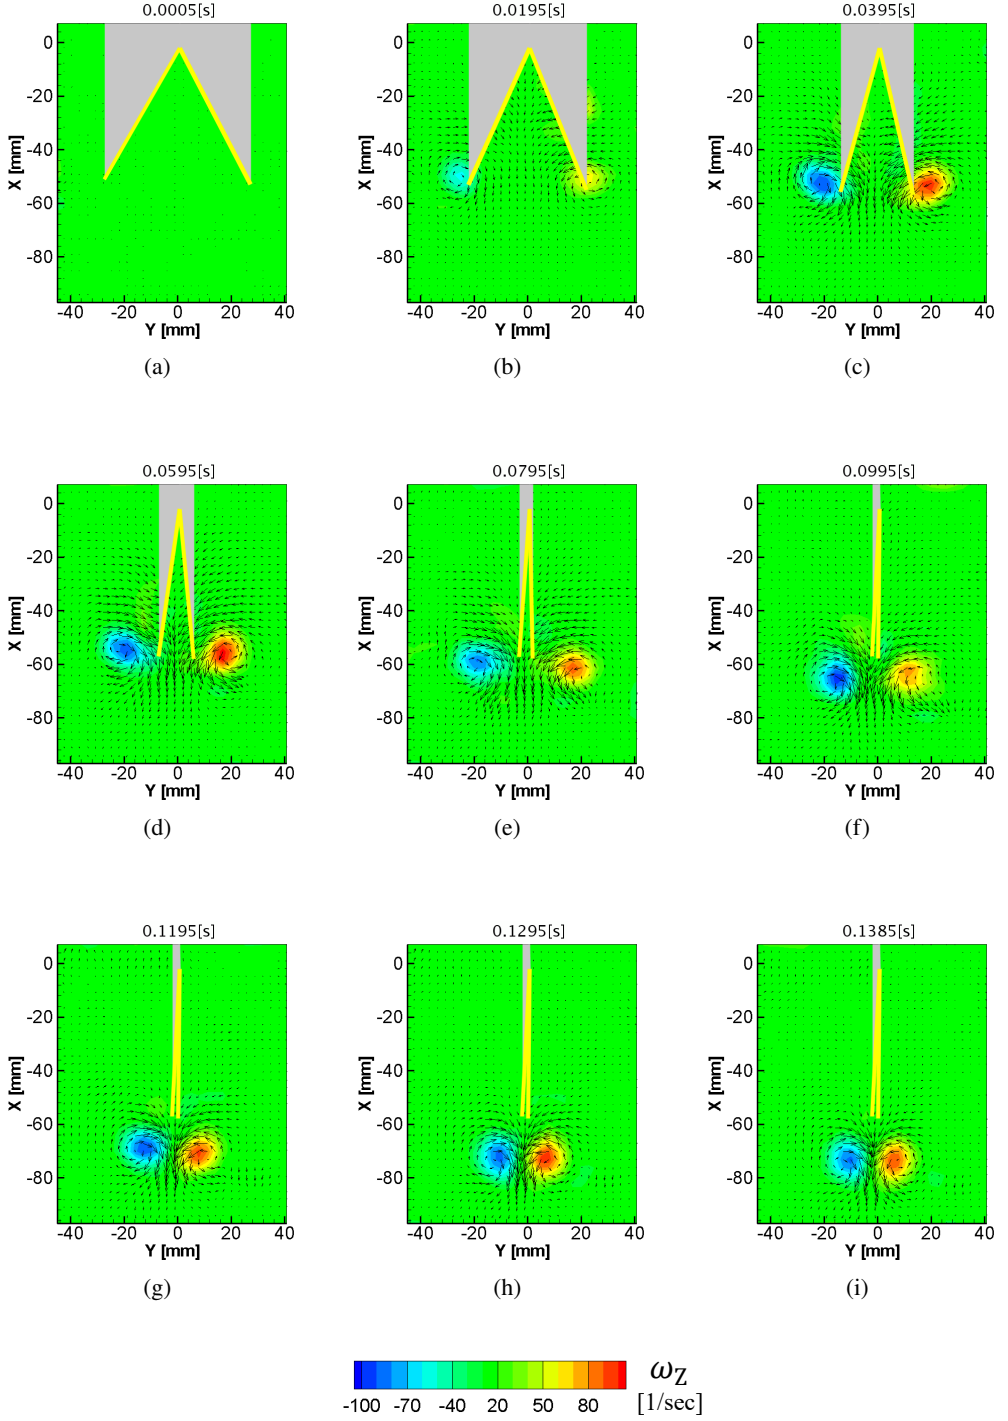 0.0005[s] 0.0195[s] 0.0395[s]
0 0 0
-20 -20 -20
-40 -40 -40
X [mm] X [mm] X [mm]
-60 -60 -60
-80 -80 -80
-40 -20 0 20 40 -40 -20 0 20 40 -40 -20 0 20 40
Y [mm] Y [mm] Y [mm]
(a) (b) (c)
0.0595[s] 0.0795[s] 0.0995[s]
0 0 0
-20 -20 -20
-40 -40 -40
X [mm] X [mm] X [mm]
-60 -60 -60
-80 -80 -80
-40 -20 0 20 40 -40 -20 0 20 40 -40 -20 0 20 40
Y [mm] Y [mm] Y [mm]
(d) (e) (f)
0.1195[s] 0.1295[s] 0.1385[s]
0 0 0
-20 -20 -20
-40 -40 -40
X [mm] X [mm] X [mm]
-60 -60 -60
-80 -80 -80
-40 -20 0 20 40 -40 -20 0 20 40 -40 -20 0 20 40
Y [mm] Y [mm] Y [mm]
(g) (h) (i)
ωZ
-100 -70 -40 20 50 80 [1/sec]